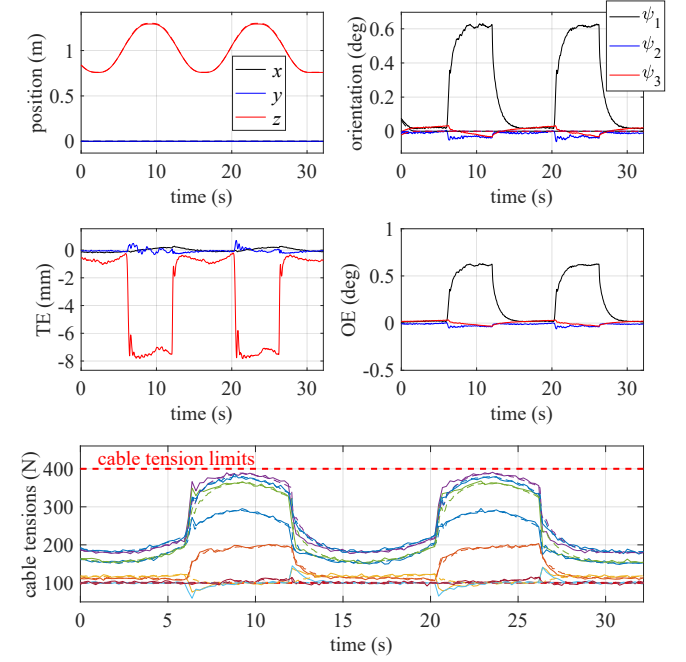 position (m)
1
0.5
0
0
10
20
30
time (s)
x
y
z
orientation (deg)
0.6
0.4
0.2
0
0
10
20
30
time (s)
ψ1
ψ2
ψ3
TE (mm)
0
-2
-4
-6
-8
0
10
20
30
time (s)
OE (deg)
1
0.5
0
-0.5
0
10
20
30
time (s)
cable tensions (N)
cable tension limits
400
300
200
100
0
5
10
15
20
25
30
time (s)